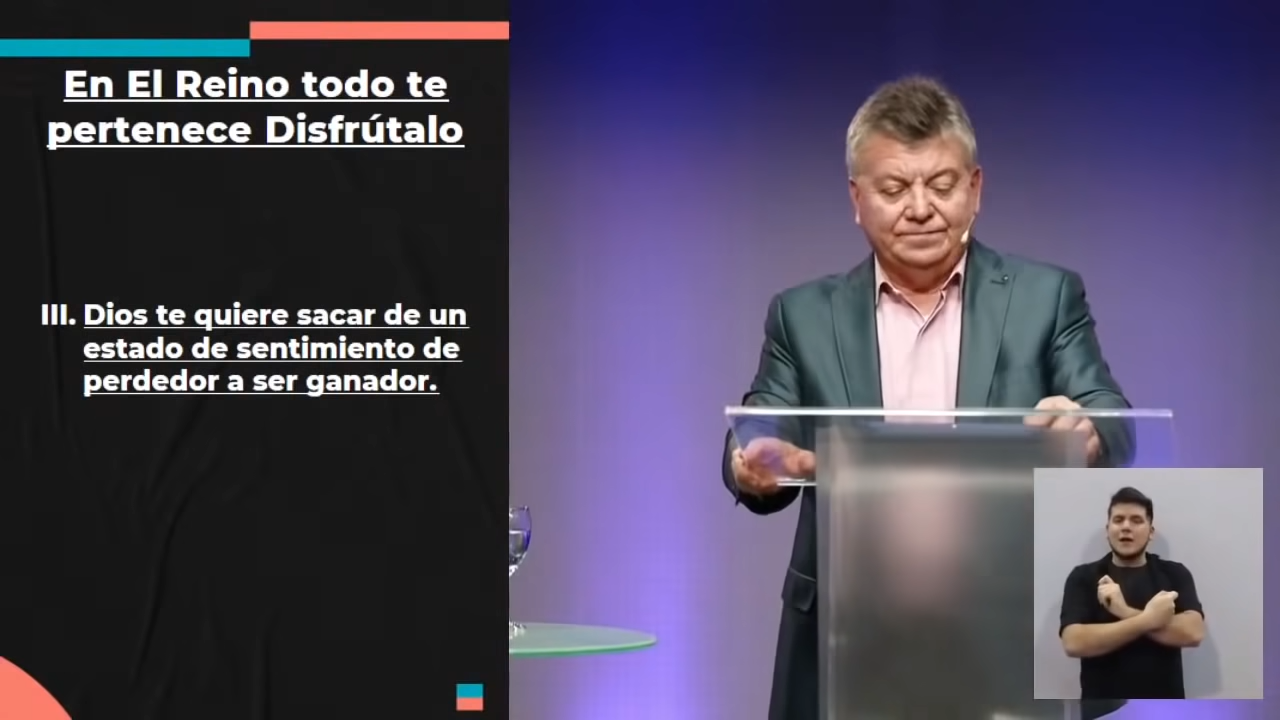 En El Reino todo te
pertenece Disfrútalo
III. Dios te quiere sacar de un
estado de sentimiento de
perdedor a ser ganador.